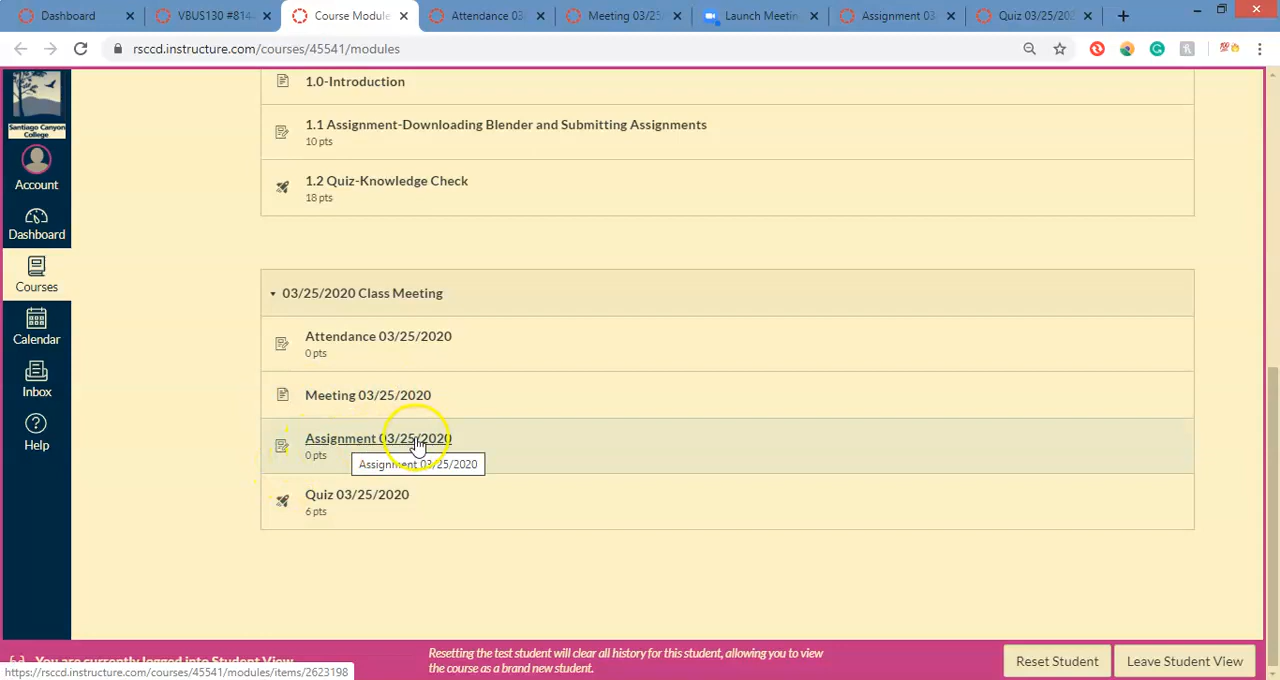 Dashboard
VBUS130 #814
Course Module
Attendance 03
Meeting 03/25
Launch Meetin
Assignment 03
Quiz 03/25/202
rsccd.instructure.com/courses/45541/modules
Santiago Canyon
College
Account
Dashboard
Courses
Calendar
Inbox
Help
1.0-Introduction
1.1 Assignment-Downloading Blender and Submitting Assignments
10 pts
1.2 Quiz-Knowledge Check
18 pts
03/25/2020 Class Meeting
Attendance 03/25/2020
0 pts
Meeting 03/25/2020
Assignment 03/25/2020
0 pts
Assignment 03/25/2020
Quiz 03/25/2020
6 pts
You are currently logged into Student View
Resetting the test student will clear all history for this student, allowing you to view
the course as a brand new student.
Reset Student
Leave Student View
https://rsccd.instructure.com/courses/45541/modules/items/2623198